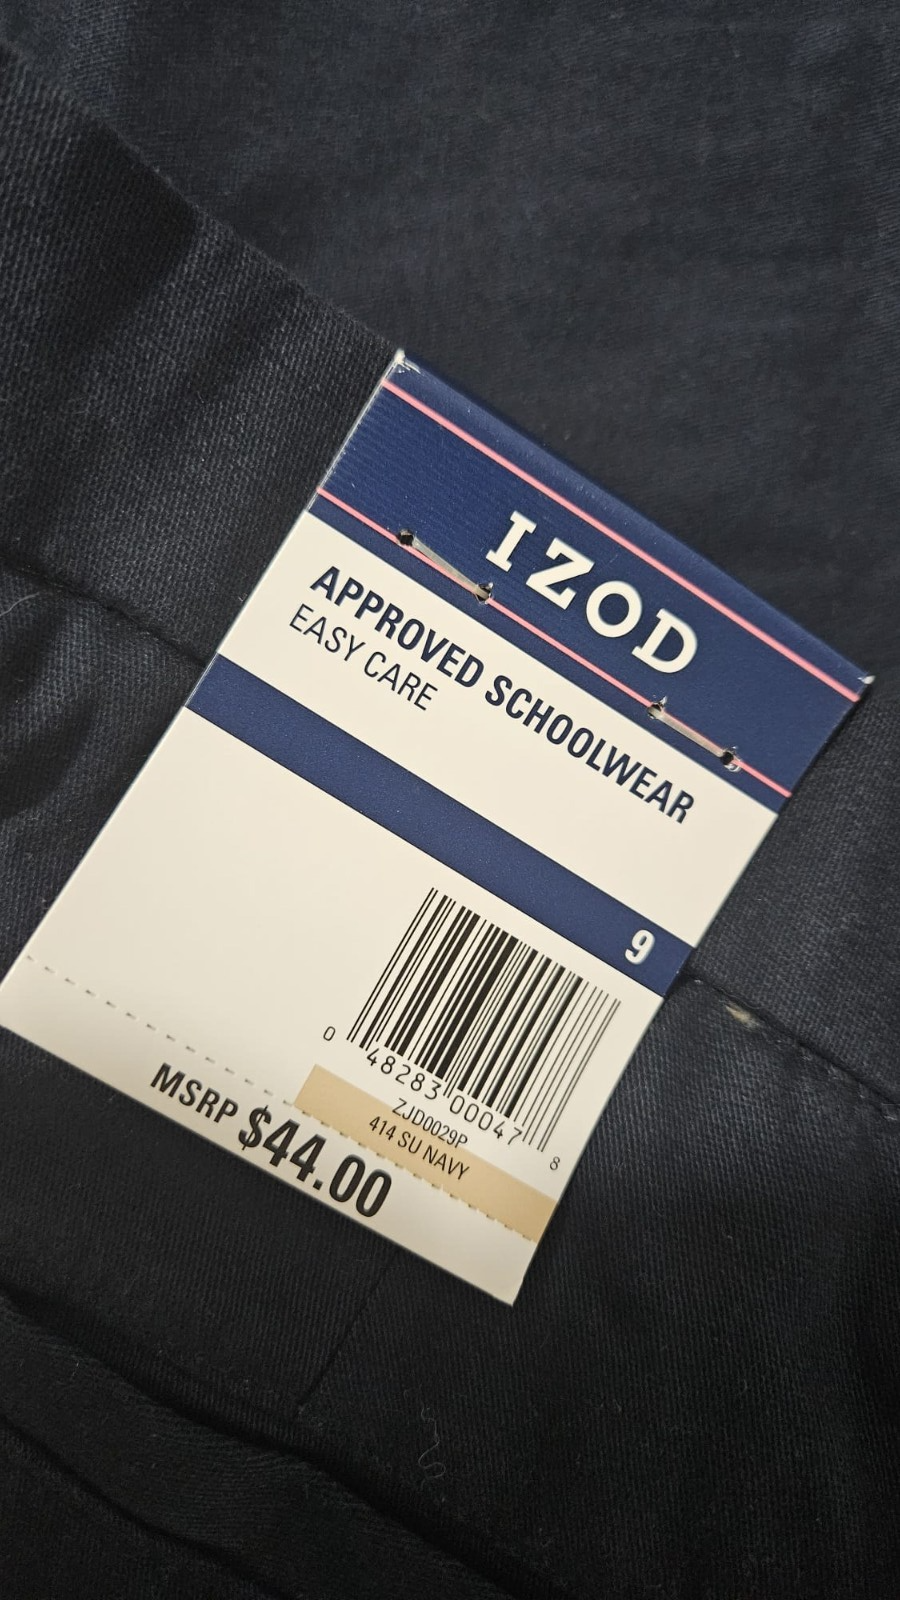 IZOD
APPROVED SCHOOLWEAR
EASY CARE
9
0 48283 00047 8
ZJD0029P
414 SU NAVY
MSRP $44.00